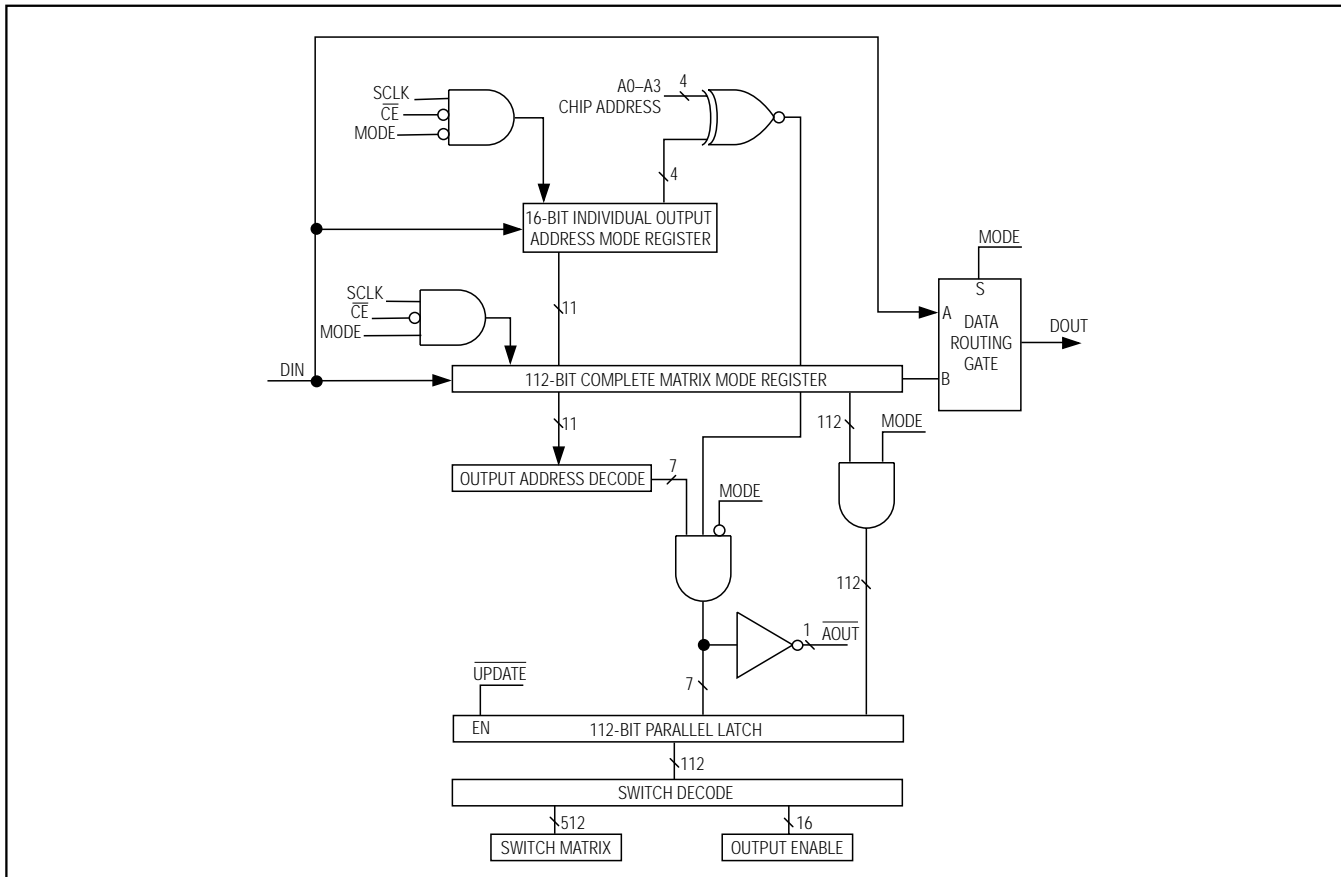 SCLK
CE
MODE
A0–A3
CHIP ADDRESS
4
4
16-BIT INDIVIDUAL OUTPUT
ADDRESS MODE REGISTER
MODE
S
A
DATA
ROUTING
GATE
B
DOUT
SCLK
CE
MODE
11
DIN
112-BIT COMPLETE MATRIX MODE REGISTER
11
112
MODE
OUTPUT ADDRESS DECODE
7
MODE
112
1
AOUT
UPDATE
7
EN
112-BIT PARALLEL LATCH
112
SWITCH DECODE
512
16
SWITCH MATRIX
OUTPUT ENABLE